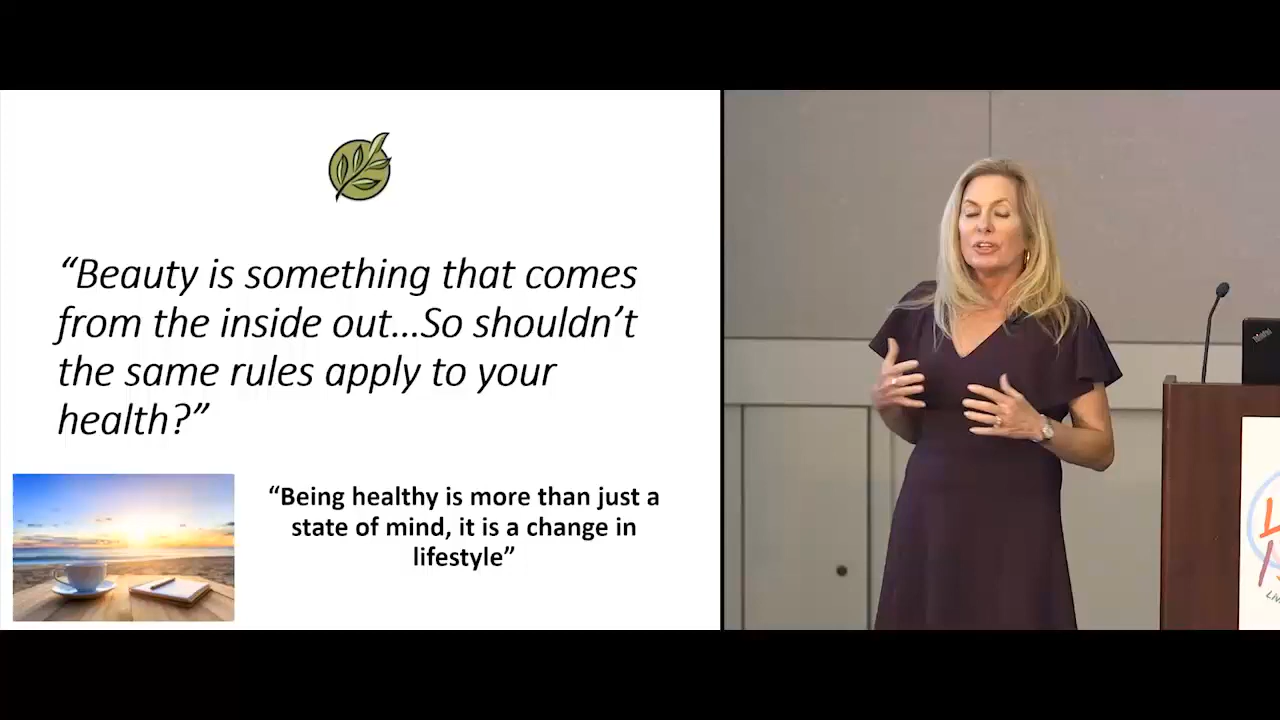 “Beauty is something that comes
from the inside out...So shouldn’t
the same rules apply to your
health?”
“Being healthy is more than just a
state of mind, it is a change in
lifestyle”